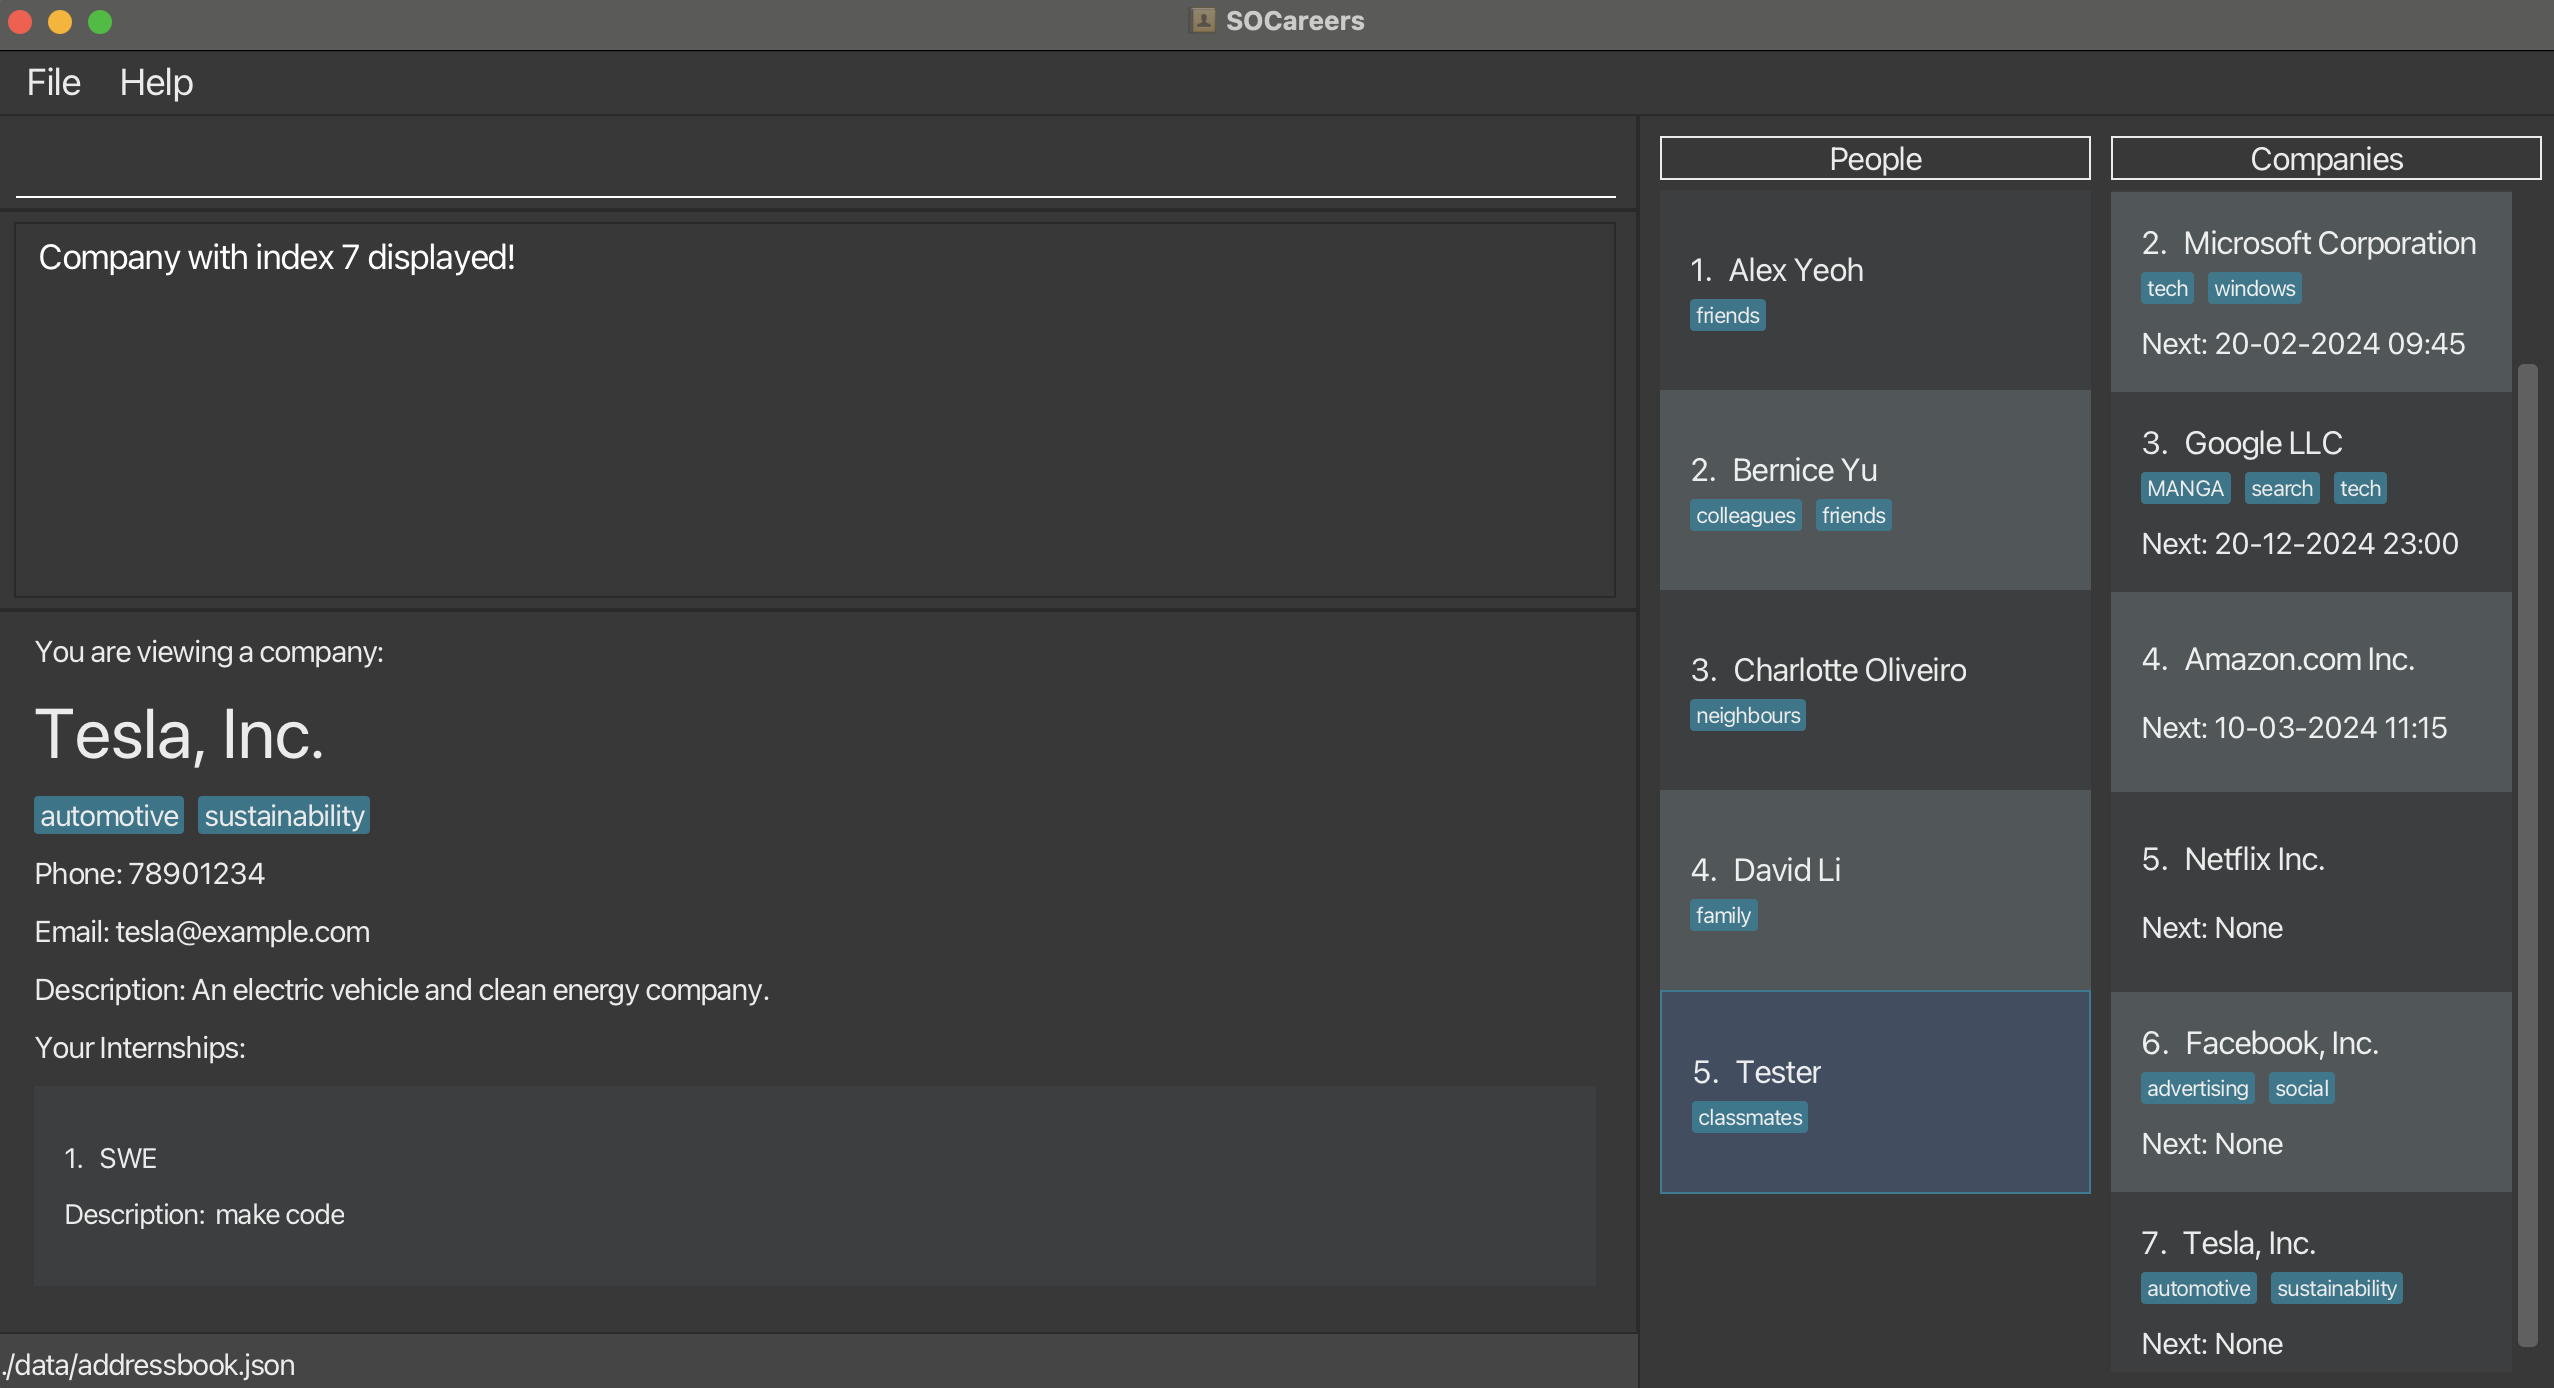 SOCareers
File Help
Company with index 7 displayed!
You are viewing a company:
Tesla, Inc.
automotive sustainability
Phone: 78901234
Email: tesla@example.com
Description: An electric vehicle and clean energy company.
Your Internships:
1. SWE
Description: make code
./data/addressbook.json
People
1. Alex Yeoh
friends
2. Bernice Yu
colleagues friends
3. Charlotte Oliveiro
neighbours
4. David Li
family
5. Tester
classmates
Companies
2. Microsoft Corporation
tech windows
Next: 20-02-2024 09:45
3. Google LLC
MANGA search tech
Next: 20-12-2024 23:00
4. Amazon.com Inc.
Next: 10-03-2024 11:15
5. Netflix Inc.
Next: None
6. Facebook, Inc.
advertising social
Next: None
7. Tesla, Inc.
automotive sustainability
Next: None